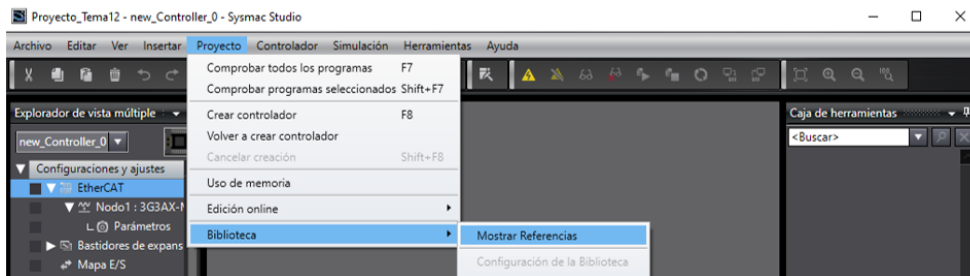 Proyecto_Tema12 - new_Controller_0 - Sysmac Studio
Archivo Editar Ver Insertar Proyecto Controlador Simulación Herramientas Ayuda
Comprobar todos los programas F7
Comprobar programas seleccionados Shift+F7
Crear controlador F8
Volver a crear controlador
Cancelar creación Shift+F8
Uso de memoria
Edición online
Biblioteca
Mostrar Referencias
Configuración de la Biblioteca
Explorador de vista múltiple
new_Controller_0
Configuraciones y ajustes
EtherCAT
Nodo1 : 3G3AX-
Parámetros
Bastidores de expans
Mapa E/S
Caja de herramientas
<Buscar>